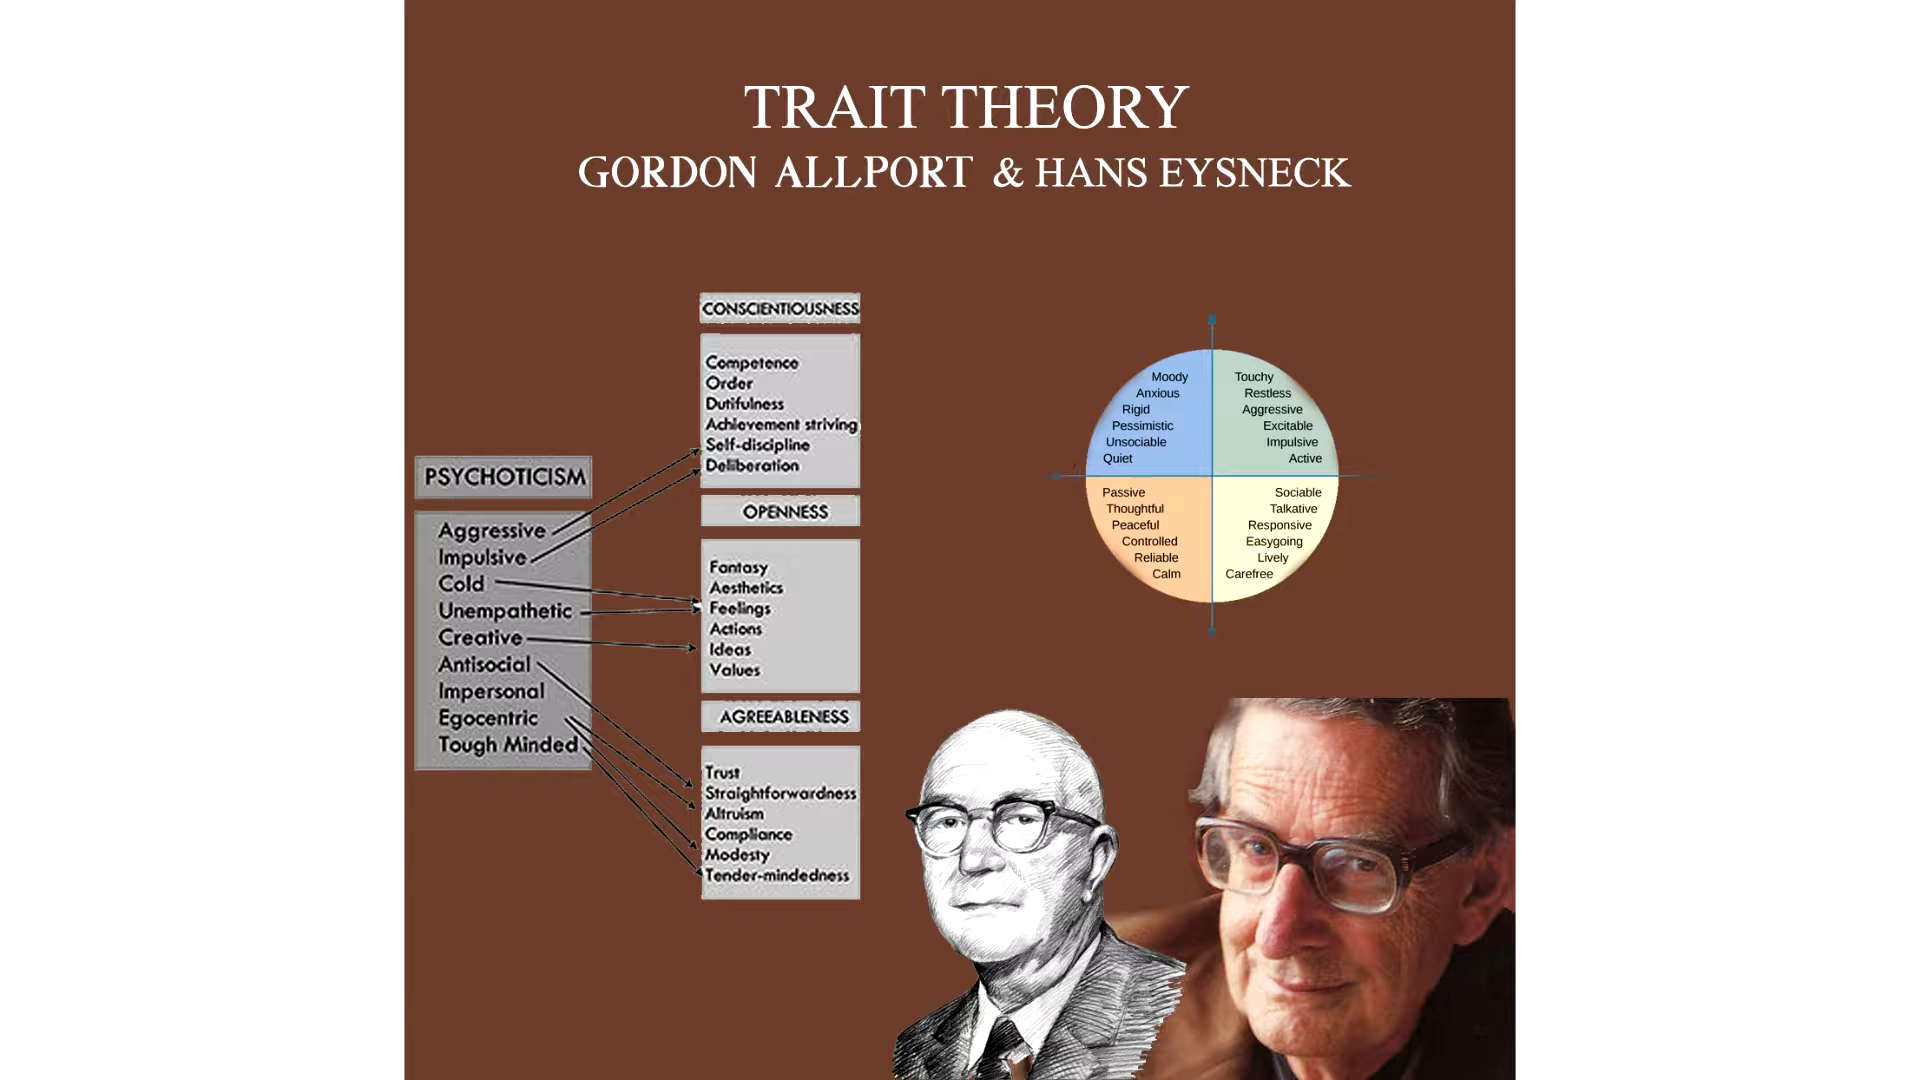 TRAIT THEORY
GORDON ALLPORT & HANS EYSNECK
PSYCHOTICISM
Aggressive
Impulsive
Cold
Unempathetic
Creative
Antisocial
Impersonal
Egocentric
Tough Minded
CONSCIENTIOUSNESS
Competence
Order
Dutifulness
Achievement striving
Self-discipline
Deliberation
OPENNESS
Fantasy
Aesthetics
Feelings
Actions
Ideas
Values
AGREEABLENESS
Trust
Straightforwardness
Altruism
Compliance
Modesty
Tender-mindedness
Moody
Anxious
Rigid
Pessimistic
Unsociable
Quiet
Touchy
Restless
Aggressive
Excitable
Impulsive
Active
Passive
Thoughtful
Peaceful
Controlled
Reliable
Calm
Sociable
Talkative
Responsive
Easygoing
Lively
Carefree